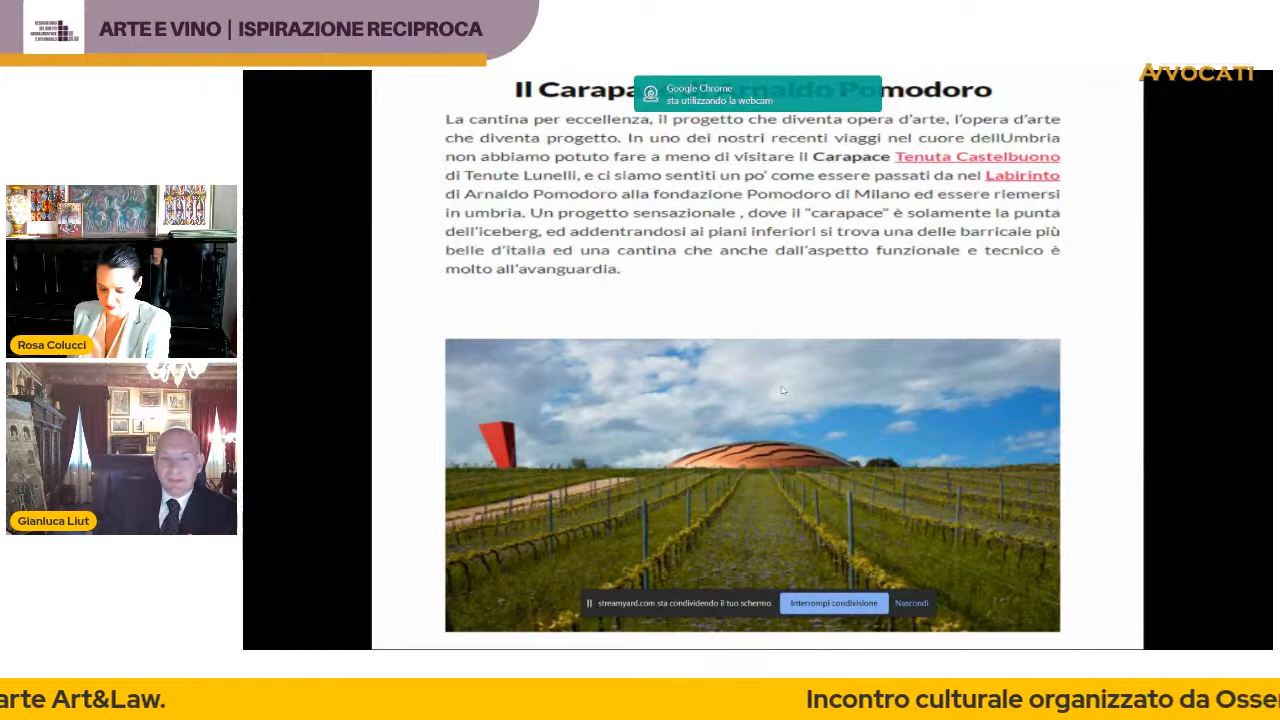 ARTE E VINO | ISPIRAZIONE RECIPROCA
AVVOCATI
Il Carapa
Pomodoro
Google Chrome
sta utilizzando la webcam
La cantina per eccellenza, il progetto che diventa opera d'arte, l'opera d'arte
che diventa progetto. In uno dei nostri recenti viaggi nel cuore dellUmbria
non abbiamo potuto fare a meno di visitare il Carapace Tenuta Castelbuono
di Tenute Lunelli, e ci siamo sentiti un po' come essere passati da nel Labirinto
di Arnaldo Pomodoro alla fondazione Pomodoro di Milano ed essere riemersi
in umbria. Un progetto sensazionale , dove il "carapace" è solamente la punta
dell'iceberg, ed addentrandosi ai piani inferiori si trova una delle barricaie più
belle d'italia ed una cantina che anche dall'aspetto funzionale e tecnico è
molto all'avanguardia.
Rosa Colucci
Gianluca Liut
streamyard.com sta condividendo il tuo schermo.
Interrompi condivisione
Nascondi
arte Art&Law.
Incontro culturale organizzato da Osse